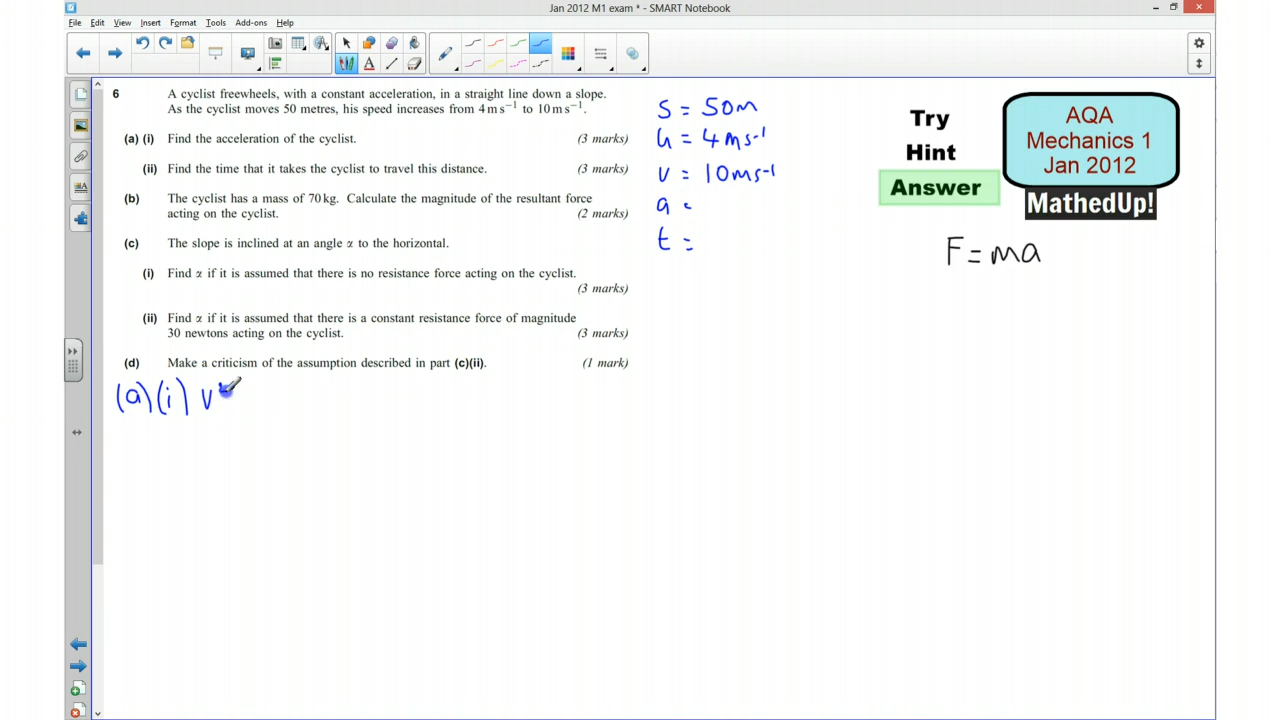 Jan 2012 M1 exam * - SMART Notebook
File Edit View Insert Format Tools Add-ons Help
6 A cyclist freewheels, with a constant acceleration, in a straight line down a slope.
As the cyclist moves 50 metres, his speed increases from 4 m s⁻¹ to 10 m s⁻¹.
(a) (i) Find the acceleration of the cyclist. (3 marks)
(ii) Find the time that it takes the cyclist to travel this distance. (3 marks)
(b) The cyclist has a mass of 70 kg. Calculate the magnitude of the resultant force
acting on the cyclist. (2 marks)
(c) The slope is inclined at an angle α to the horizontal.
(i) Find α if it is assumed that there is no resistance force acting on the cyclist.
(3 marks)
(ii) Find α if it is assumed that there is a constant resistance force of magnitude
30 newtons acting on the cyclist. (3 marks)
(d) Make a criticism of the assumption described in part (c)(ii). (1 mark)
(a)(i) v
s = 50m
u = 4ms⁻¹
v = 10ms⁻¹
a =
t =
Try
Hint
Answer
AQA
Mechanics 1
Jan 2012
MathedUp!
F = ma